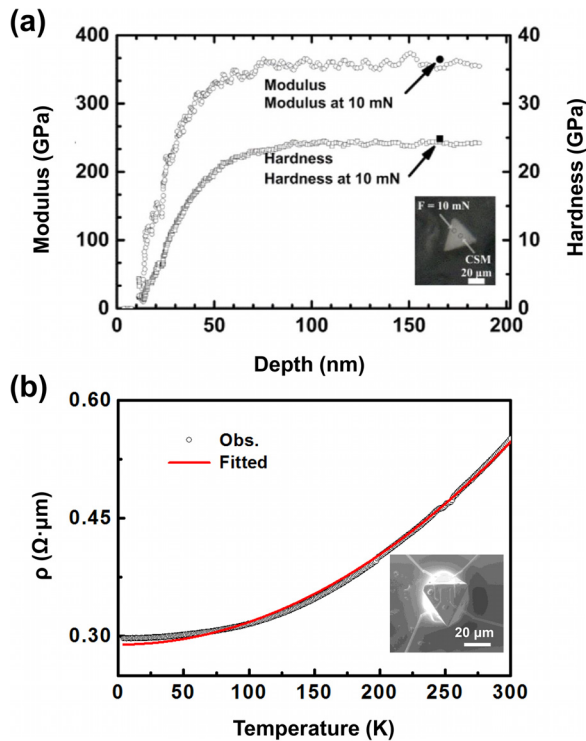 (a)
400
300
200
100
0
Modulus (GPa)
40
30
20
10
0
Hardness (GPa)
Modulus
Modulus at 10 mN
Hardness
Hardness at 10 mN
F = 10 mN
CSM
20 μm
0 50 100 150 200
Depth (nm)
(b)
0.60
0.45
0.30
ρ (Ω·μm)
Obs.
Fitted
20 μm
0 50 100 150 200 250 300
Temperature (K)